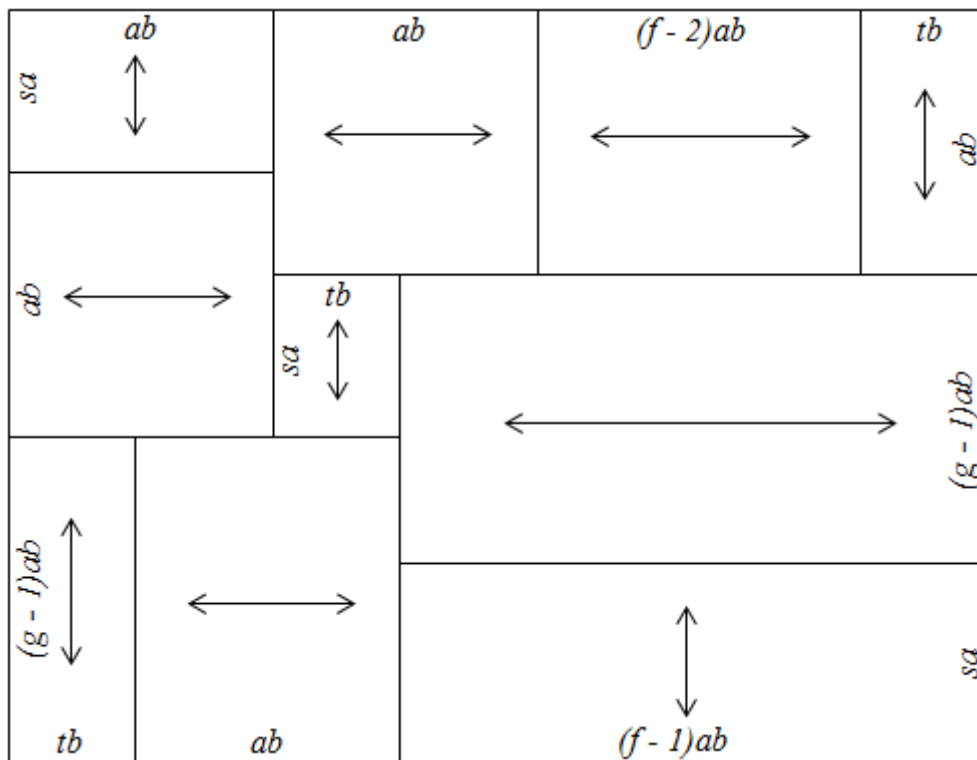 ab
ab
(f - 2)ab
tb
sa
ab
ab
tb
sa
(g - 1)ab
(g - 1)ab
sa
tb
ab
(f - 1)ab